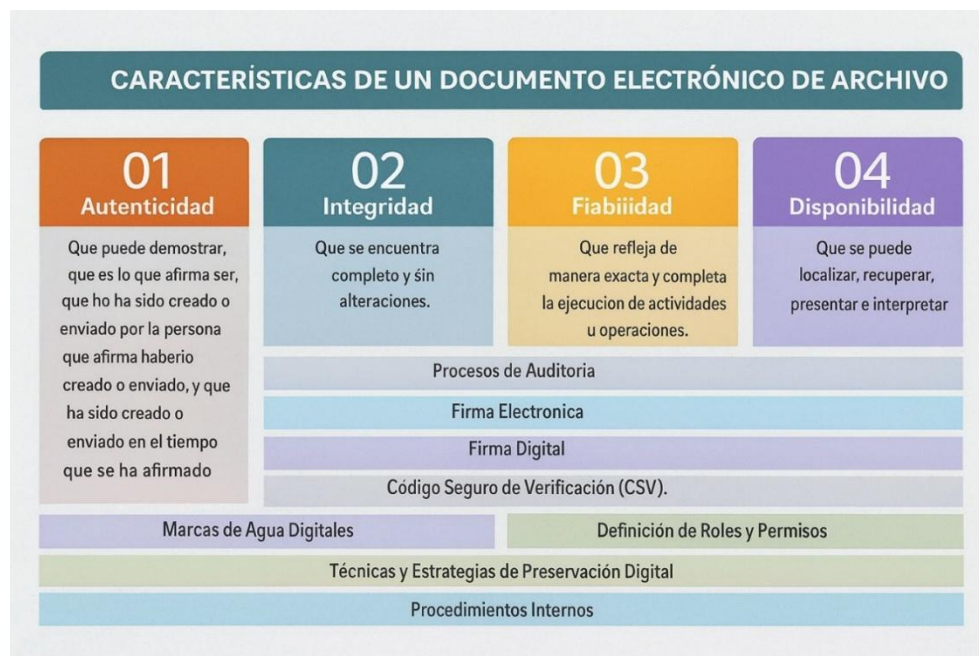 CARACTERÍSTICAS DE UN DOCUMENTO ELECTRÓNICO DE ARCHIVO
01
Autenticidad
Que puede demostrar,
que es lo que afirma ser,
que ho ha sido creado o
enviado por la persona
que afirma haberio
creado o enviado, y que
ha sido creado o
enviado en el tiempo
que se ha afirmado
02
Integridad
Que se encuentra
completo y śin
alteraciones.
03
Fiabiiidad
Que refleja de
manera exacta y completa
la ejecucion de actividades
u operaciones.
04
Disponibilidad
Que se puede
localizar, recuperar,
presentar e interpretar
Procesos de Auditoria
Firma Electronica
Firma Digital
Código Seguro de Verificación (CSV).
Marcas de Agua Digitales
Definición de Roles y Permisos
Técnicas y Estrategias de Preservación Digital
Procedimientos Internos